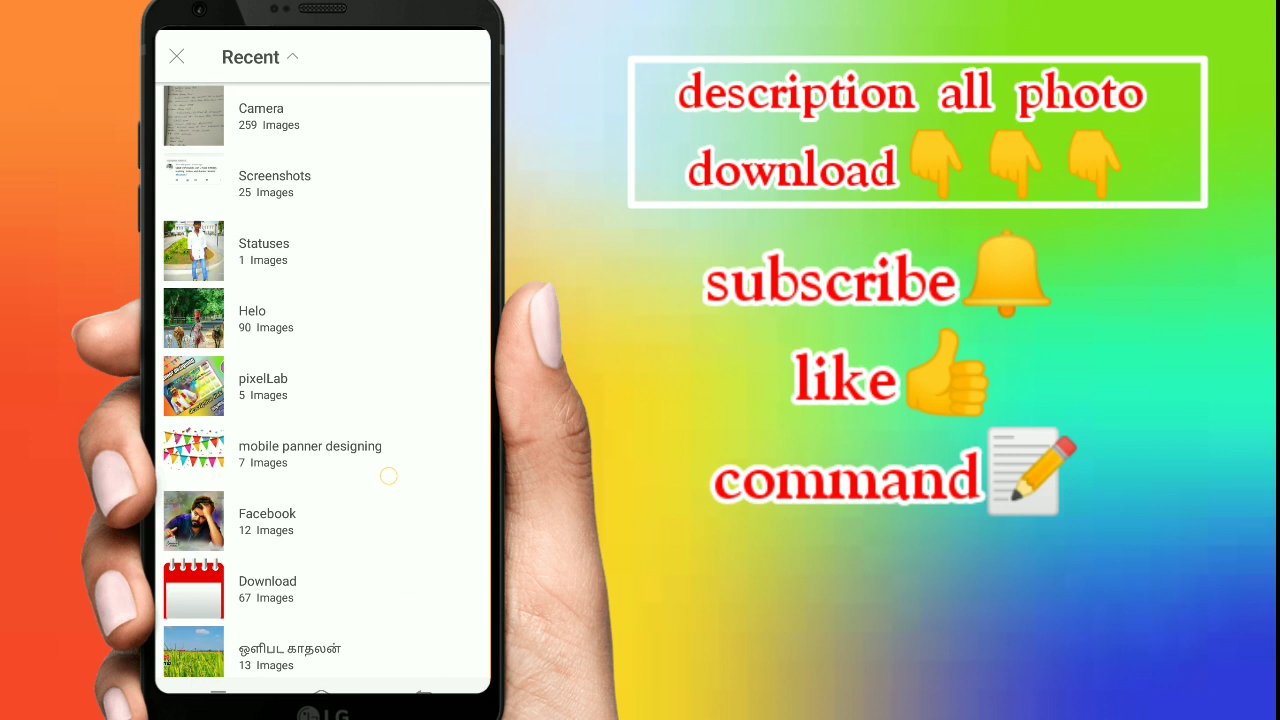 Recent
Camera
259 Images
Screenshots
25 Images
Statuses
1 Images
Helo
90 Images
pixelLab
5 Images
mobile panner designing
7 Images
Facebook
12 Images
Download
67 Images
ஒளிபட காதலன்
13 Images
LG
description all photo
download
subscribe
like
command